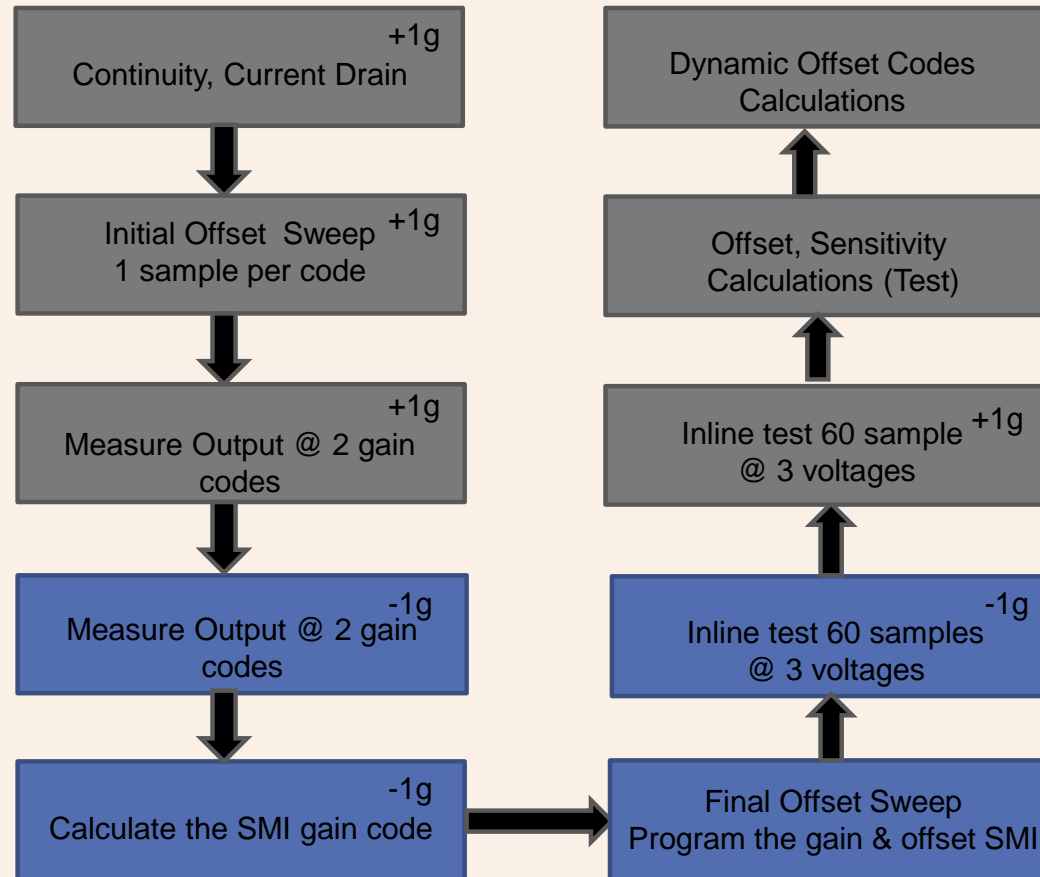 +1g
Continuity, Current Drain
Initial Offset Sweep +1g
1 sample per code
+1g
Measure Output @ 2 gain
codes
-1g
Measure Output @ 2 gain
codes
-1g
Calculate the SMI gain code
Final Offset Sweep
Program the gain & offset SMI
-1g
Inline test 60 samples
@ 3 voltages
Inline test 60 sample +1g
@ 3 voltages
Offset, Sensitivity
Calculations (Test)
Dynamic Offset Codes
Calculations